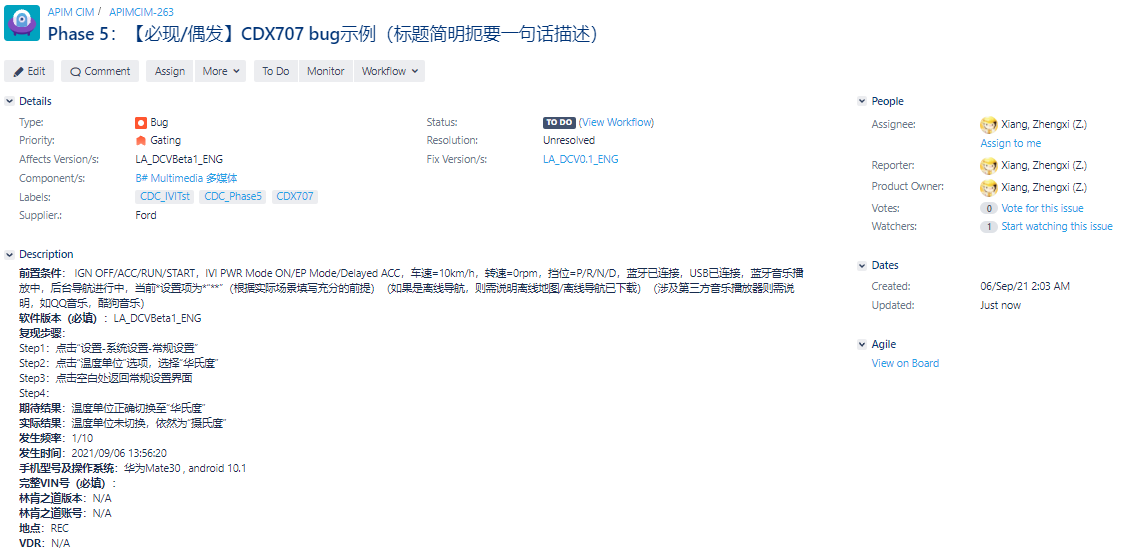 APIM CIM / APIMCIM-263
Phase 5：【必现/偶发】CDX707 bug示例（标题简明扼要一句话描述）
Edit Comment Assign More To Do Monitor Workflow
Details
Type: Bug
Priority: Gating
Affects Version/s: LA_DCVBeta1_ENG
Component/s: B# Multimedia 多媒体
Labels: CDC_IVITst CDC_Phase5 CDX707
Supplier.: Ford
Status: TO DO (View Workflow)
Resolution: Unresolved
Fix Version/s: LA_DCV0.1_ENG
Description
前置条件： IGN OFF/ACC/RUN/START，IVI PWR Mode ON/EP Mode/Delayed ACC，车速=10km/h，转速=0rpm，挡位=P/R/N/D，蓝牙已连接，USB已连接，蓝牙音乐播
放中，后台导航进行中，当前*设置项为*"**"（根据实际场景填写充分的前提）（如果是离线导航，则需说明离线地图/离线导航已下载）（涉及第三方音乐播放器则需说
明，如QQ音乐，酷狗音乐）
软件版本（必填）：LA_DCVBeta1_ENG
复现步骤：
Step1：点击"设置-系统设置-常规设置"
Step2：点击"温度单位"选项，选择"华氏度"
Step3：点击空白处返回常规设置界面
Step4：
期待结果：温度单位正确切换至"华氏度"
实际结果：温度单位未切换，依然为"摄氏度"
发生频率：1/10
发生时间：2021/09/06 13:56:20
手机型号及操作系统：华为Mate30 , android 10.1
完整VIN号（必填）：
林肯之道版本：N/A
林肯之道账号：N/A
地点：REC
VDR：N/A
People
Assignee: Xiang, Zhengxi (Z.)
Assign to me
Reporter: Xiang, Zhengxi (Z.)
Product Owner: Xiang, Zhengxi (Z.)
Votes: 0 Vote for this issue
Watchers: 1 Start watching this issue
Dates
Created: 06/Sep/21 2:03 AM
Updated: Just now
Agile
View on Board